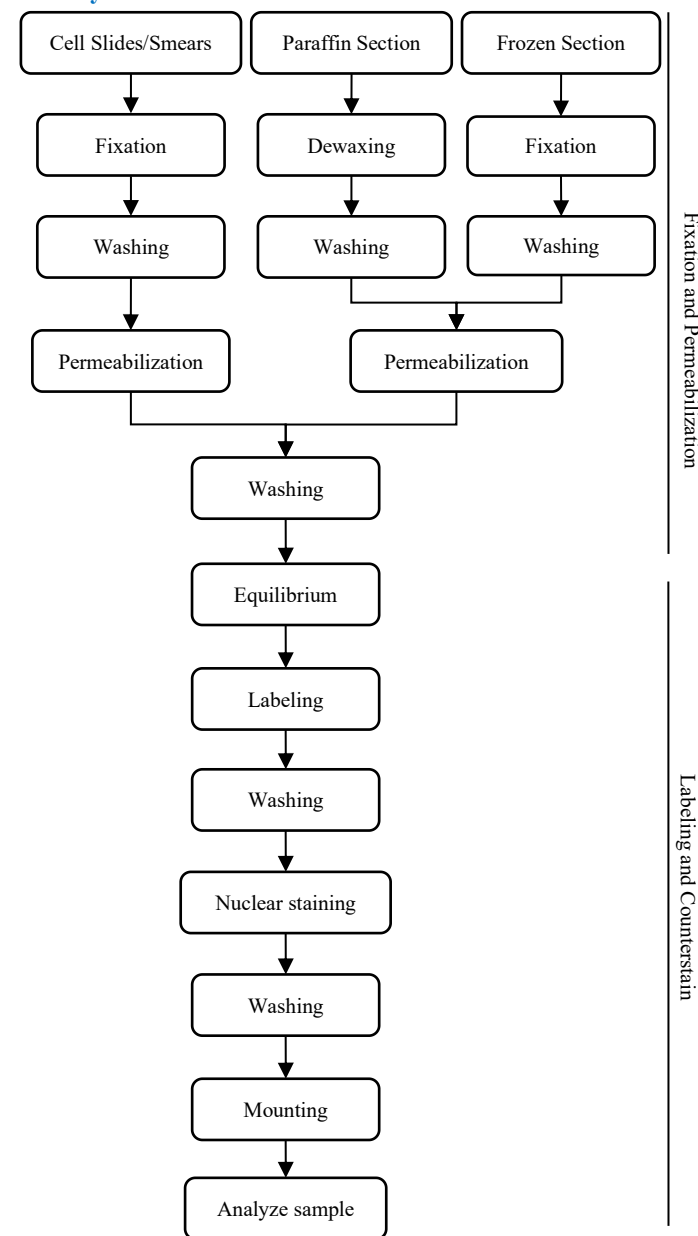 Cell Slides/Smears
Paraffin Section
Frozen Section
Fixation
Dewaxing
Fixation
Washing
Washing
Washing
Permeabilization
Permeabilization
Washing
Fixation and Permeabilization
Equilibrium
Labeling
Washing
Nuclear staining
Washing
Mounting
Analyze sample
Labeling and Counterstain